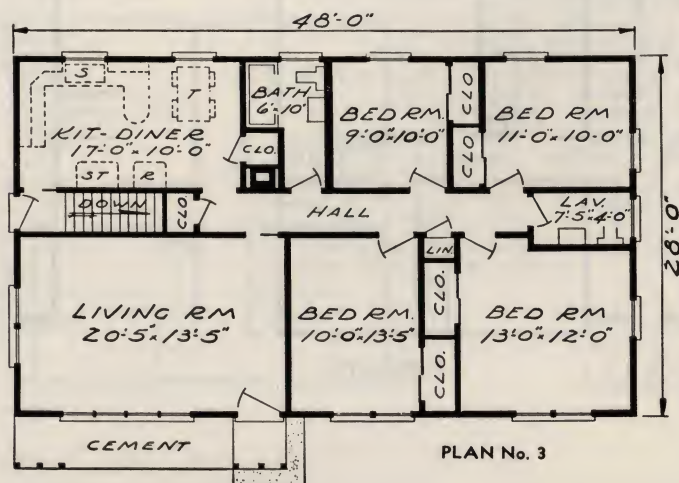 48'-0"
S
T
BATH
6'x10'
BED RM.
9'-0"x10'-0"
CLO
CLO
BED RM
11'-0"x10'-0"
KIT-DINER
17'-0"x10'-0"
CLO.
ST
R
DOWN
CLO
HALL
LAV.
7'-5"x4'-0"
28'-0"
LIN.
LIVING RM
20'-5"x13'-5"
BED RM.
10'-0"x13'-5"
CLO.
CLO.
BED RM
13'-0"x12'-0"
CEMENT
PLAN No. 3